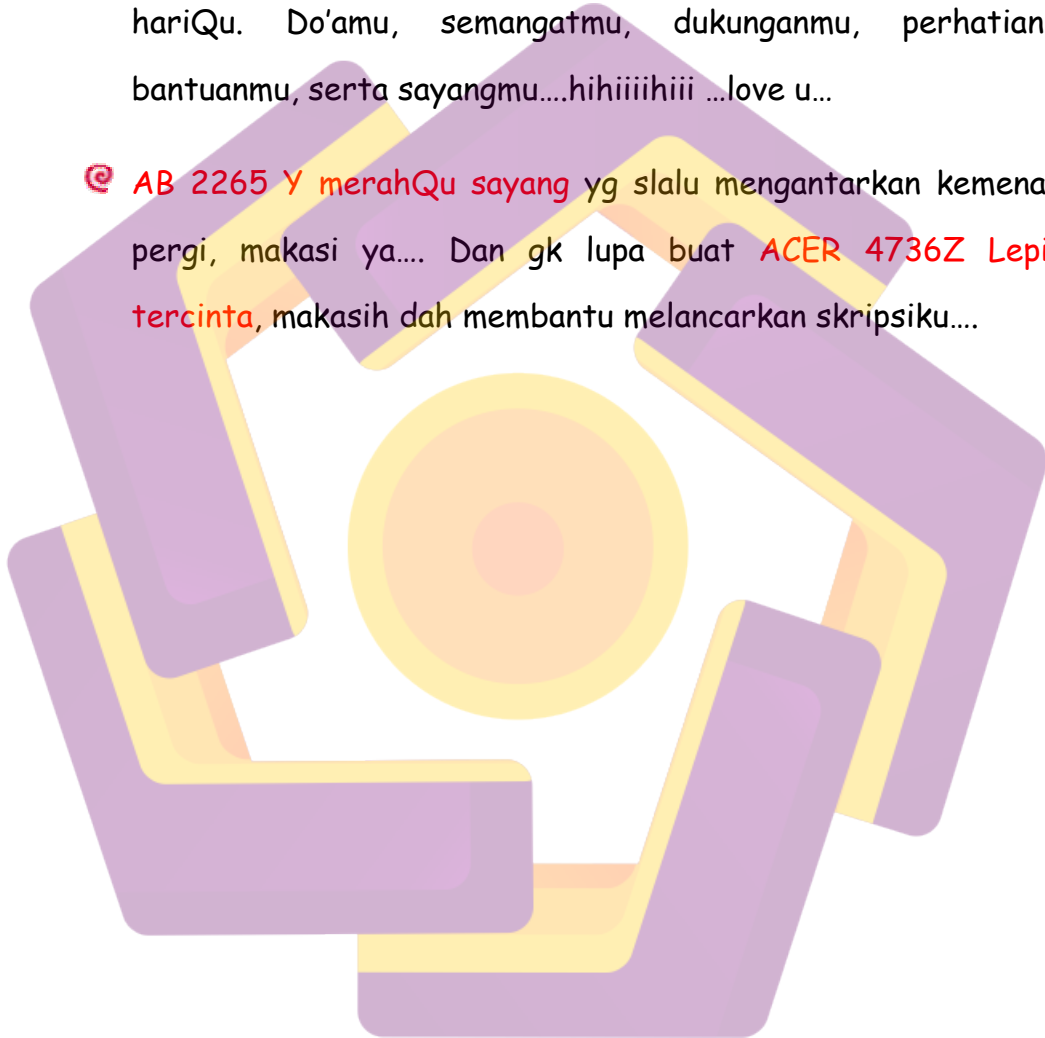 hariQu. Do’amu, semangatmu, dukunganmu, perhatian
bantuanmu, serta sayangmu....hihiiiihiii ...love u...
AB 2265 Y merahQu sayang yg slalu mengantarkan kemena
pergi, makasi ya.... Dan gk lupa buat ACER 4736Z Lepi
tercinta, makasih dah membantu melancarkan skripsiku....